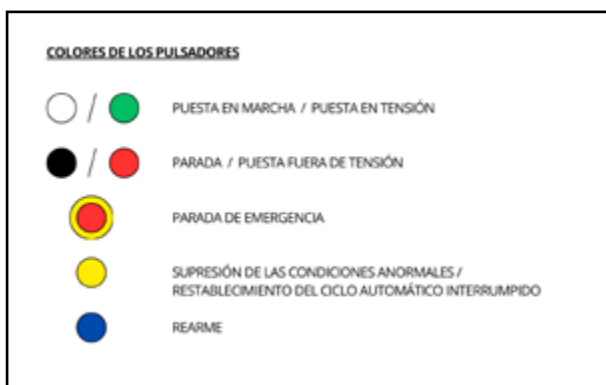 COLORES DE LOS PULSADORES
/ PUESTA EN MARCHA / PUESTA EN TENSIÓN
/ PARADA / PUESTA FUERA DE TENSIÓN
PARADA DE EMERGENCIA
SUPRESIÓN DE LAS CONDICIONES ANORMALES /
RESTABLECIMIENTO DEL CICLO AUTOMÁTICO INTERRUMPIDO
REARME